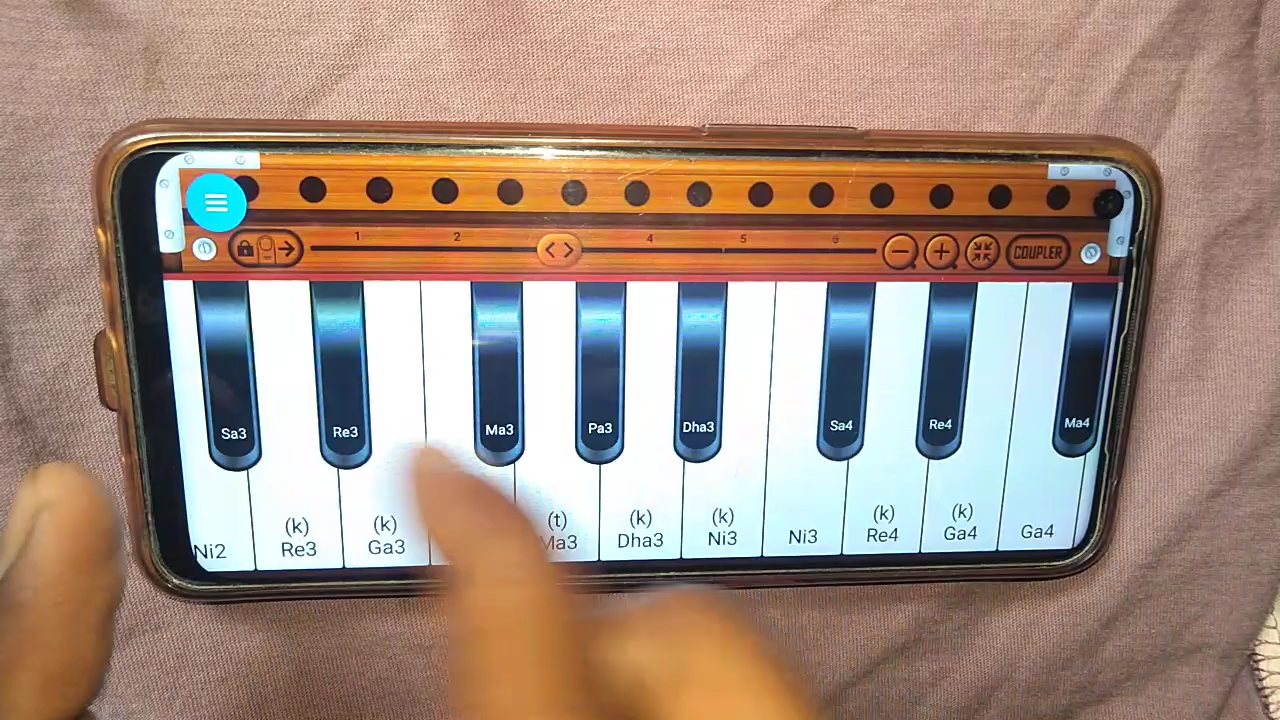 1 2 4 5 6
COUPLER
Sa3 Re3 Ma3 Pa3 Dha3 Sa4 Re4 Ma4
(k) (k) (t) (k) (k) (k) (k)
Ni2 Re3 Ga3 Ma3 Dha3 Ni3 Ni3 Re4 Ga4 Ga4